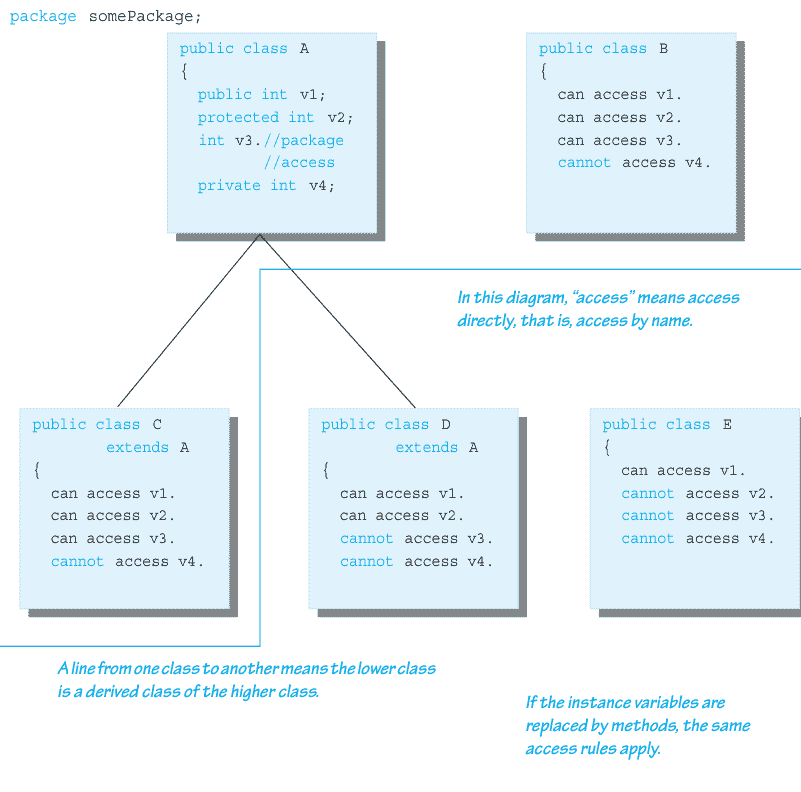 package somePackage;
public class A
{
public int v1;
protected int v2;
int v3.//package
//access
private int v4;
public class B
{
can access v1.
can access v2.
can access v3.
cannot access v4.
In this diagram, “access” means access
directly, that is, access by name.
public class C
extends A
{
can access v1.
can access v2.
can access v3.
cannot access v4.
public class D
extends A
{
can access v1.
can access v2.
cannot access v3.
cannot access v4.
public class E
{
can access v1.
cannot access v2.
cannot access v3.
cannot access v4.
A line from one class to another means the lower class
is a derived class of the higher class.
If the instance variables are
replaced by methods, the same
access rules apply.